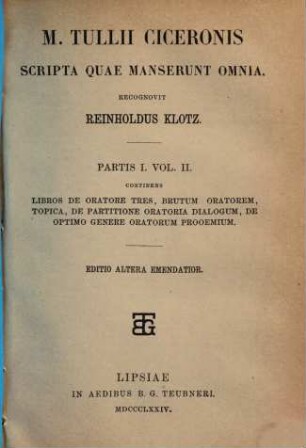 M. TULLII CICERONIS
SCRIPTA QUAE MANSERUNT OMNIA.
RECOGNOVIT
REINHOLDUS KLOTZ.
PARTIS I. VOL. II.
CONTINENS
LIBROS DE ORATORE TRES, BRUTUM ORATOREM,
TOPICA, DE PARTITIONE ORATORIA DIALOGUM, DE
OPTIMO GENERE ORATORUM PROOEMIUM.
EDITIO ALTERA EMENDATIOR.
BGT
LIPSIAE
IN AEDIBUS B. G. TEUBNERI.
MDCCCLXXIV.